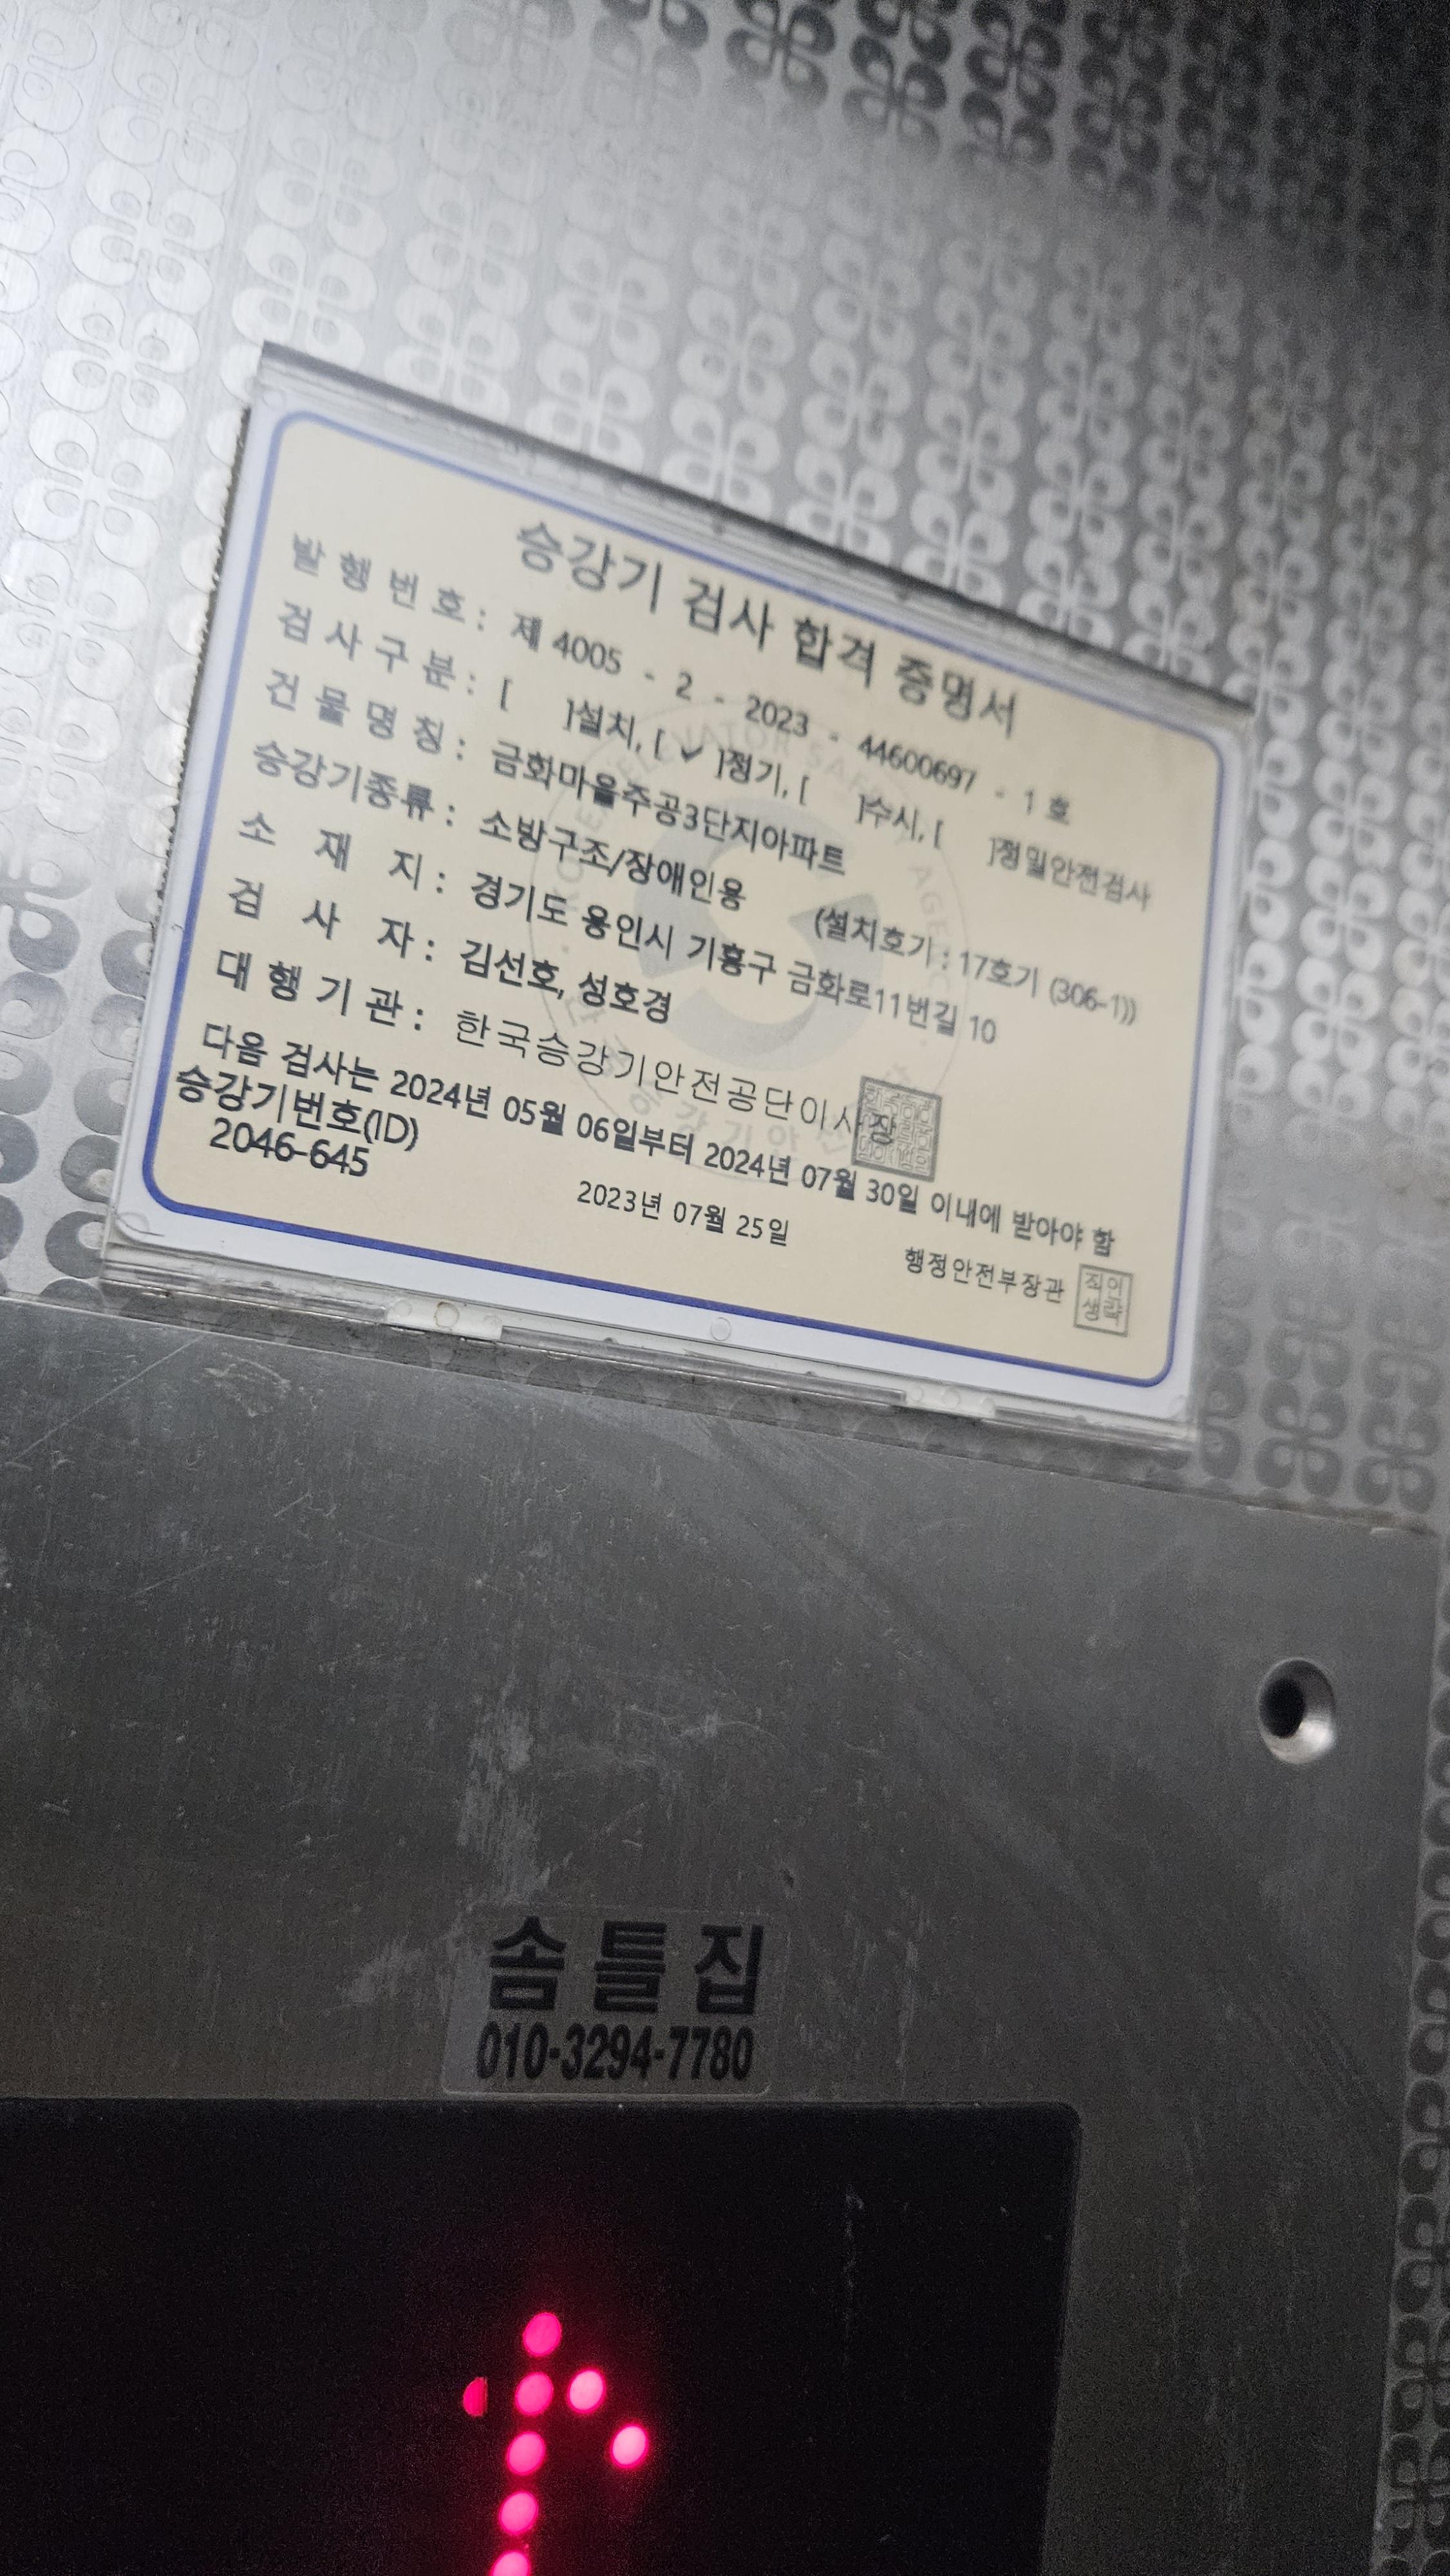 승강기 검사 합격 증명서
발 행 번 호 : 제 4005 - 2 - 2023 - 44600697 - 1 호
검 사 구 분 : [ ]설치, [ ✔ ]정기, [ ]수시, [ ]정밀안전검사
건 물 명 칭 : 금화마을주공3단지아파트
승강기종류 : 소방구조/장애인용 (설치호기 : 17호기 (306-1))
소 재 지 : 경기도 용인시 기흥구 금화로11번길 10
검 사 자 : 김선호, 성호경
대 행 기 관 : 한국승강기안전공단이사장
다음 검사는 2024년 05월 06일부터 2024년 07월 30일 이내에 받아야 함
승강기번호(ID)
2046-645
2023년 07월 25일
행정안전부장관 직인생략
솜틀집
010-3294-7780